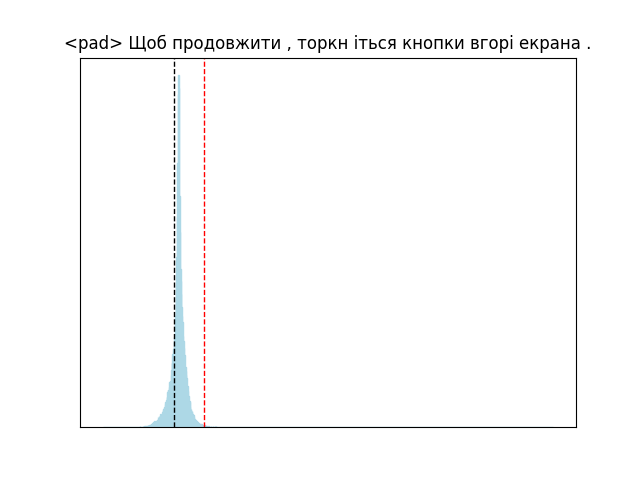 <pad> Щоб продовжити , торкн іться кнопки вгорі екрана .